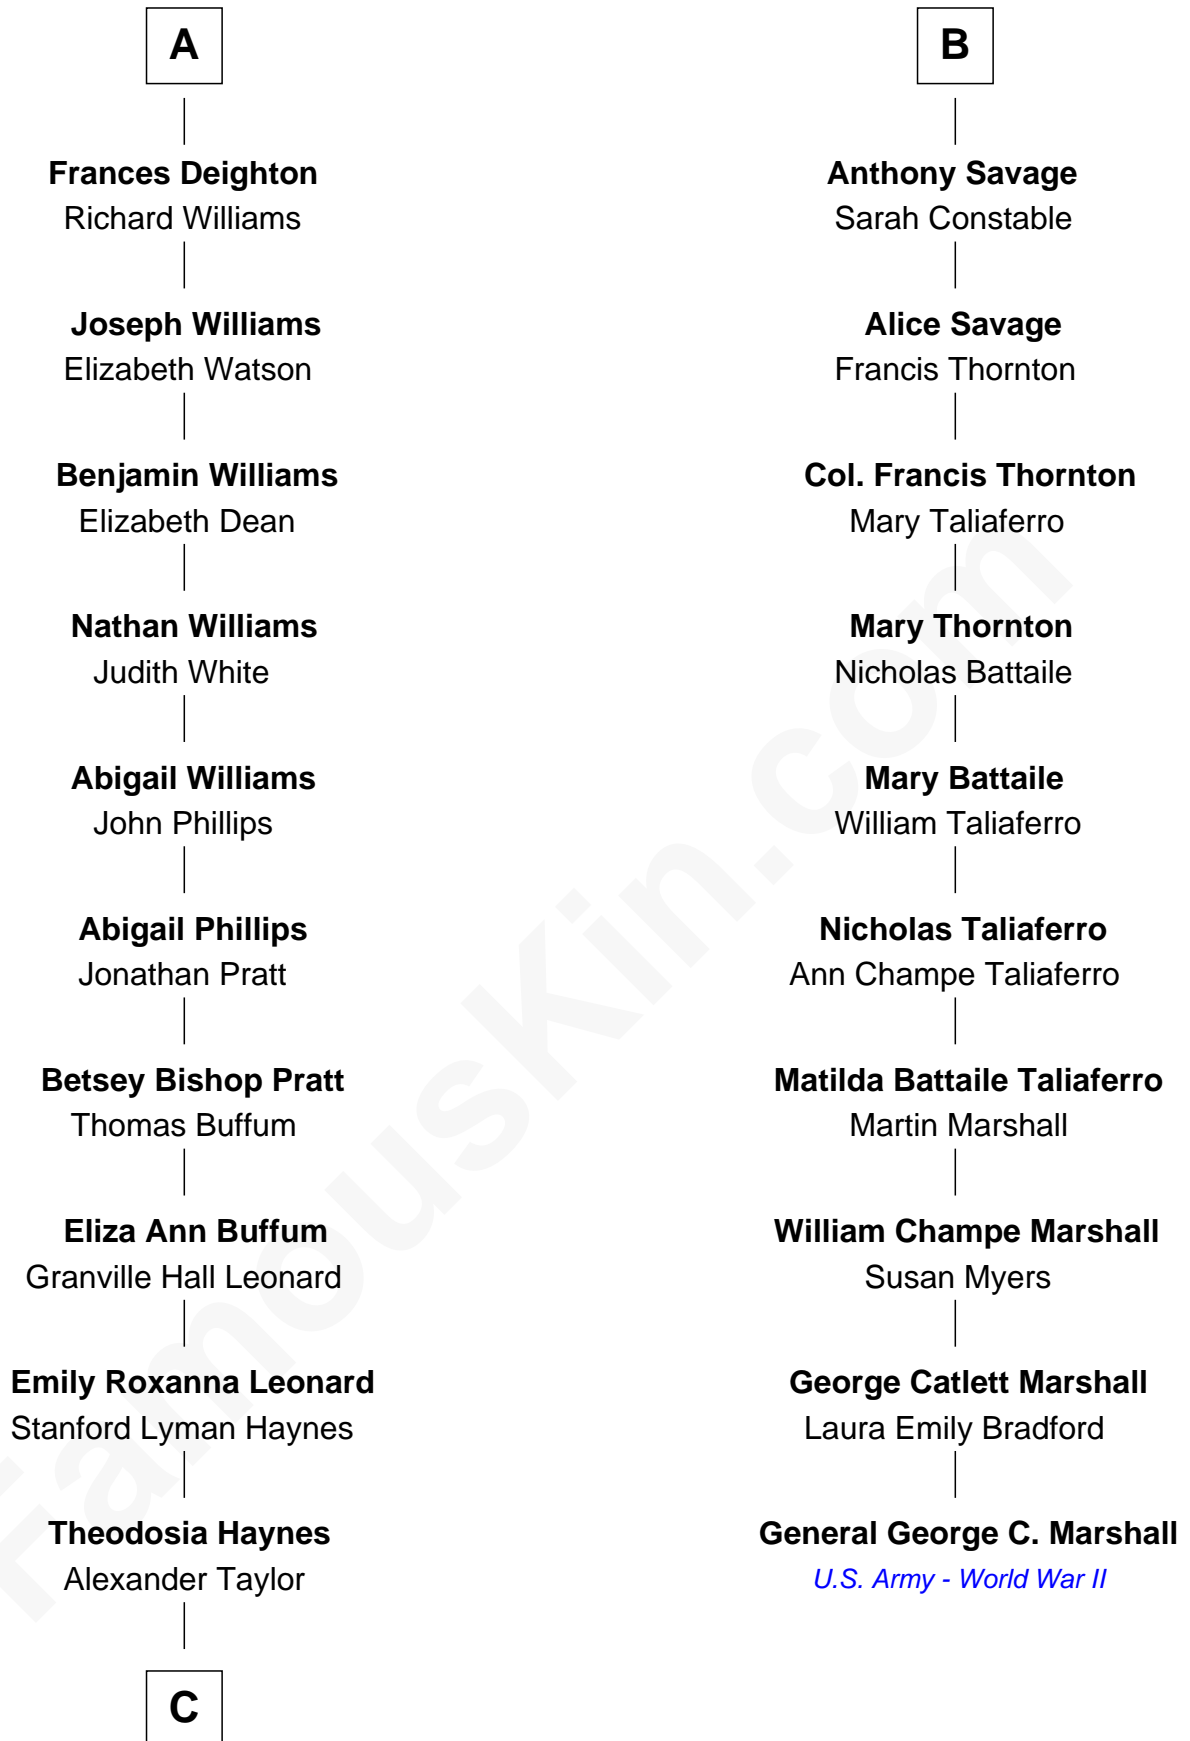 A
Frances Deighton
Richard Williams
Joseph Williams
Elizabeth Watson
Benjamin Williams
Elizabeth Dean
Nathan Williams
Judith White
Abigail Williams
John Phillips
Abigail Phillips
Jonathan Pratt
Betsey Bishop Pratt
Thomas Buffum
Eliza Ann Buffum
Granville Hall Leonard
Emily Roxanna Leonard
Stanford Lyman Haynes
Theodosia Haynes
Alexander Taylor
C
B
Anthony Savage
Sarah Constable
Alice Savage
Francis Thornton
Col. Francis Thornton
Mary Taliaferro
Mary Thornton
Nicholas Battaile
Mary Battaile
William Taliaferro
Nicholas Taliaferro
Ann Champe Taliaferro
Matilda Battaile Taliaferro
Martin Marshall
William Champe Marshall
Susan Myers
George Catlett Marshall
Laura Emily Bradford
General George C. Marshall
U.S. Army - World War II
FamousKin.com